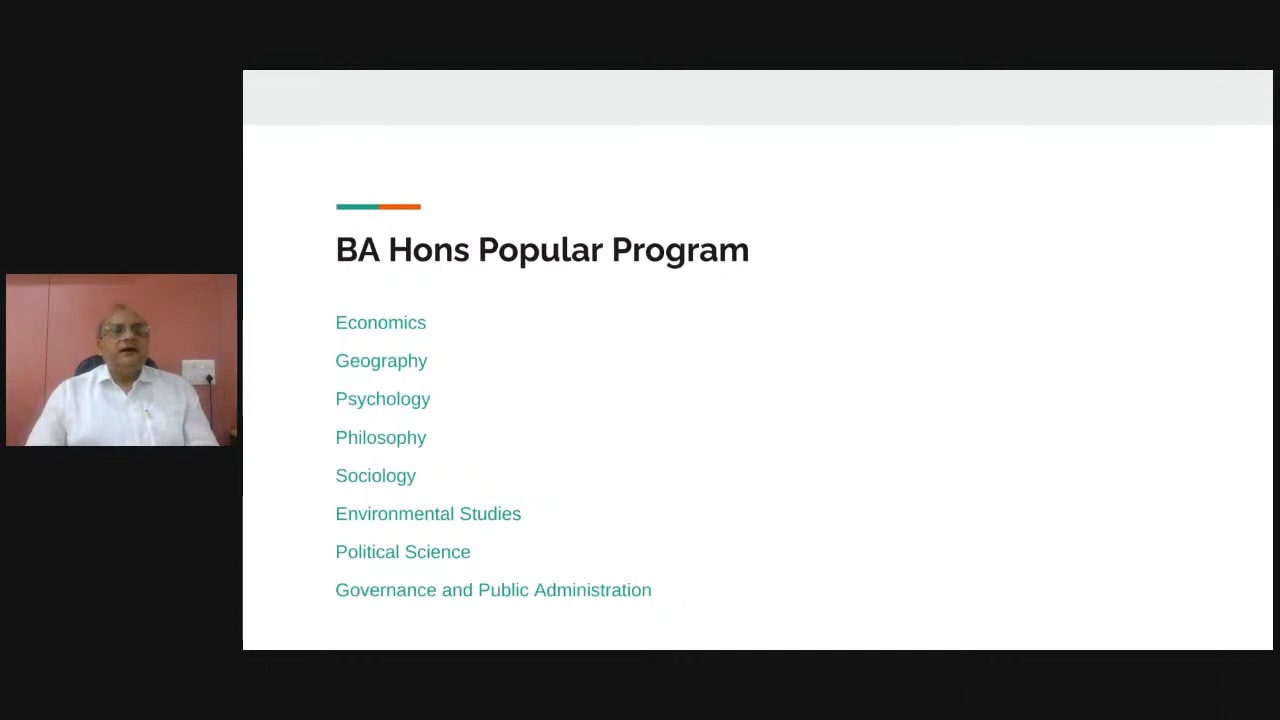 BA Hons Popular Program
Economics
Geography
Psychology
Philosophy
Sociology
Environmental Studies
Political Science
Governance and Public Administration